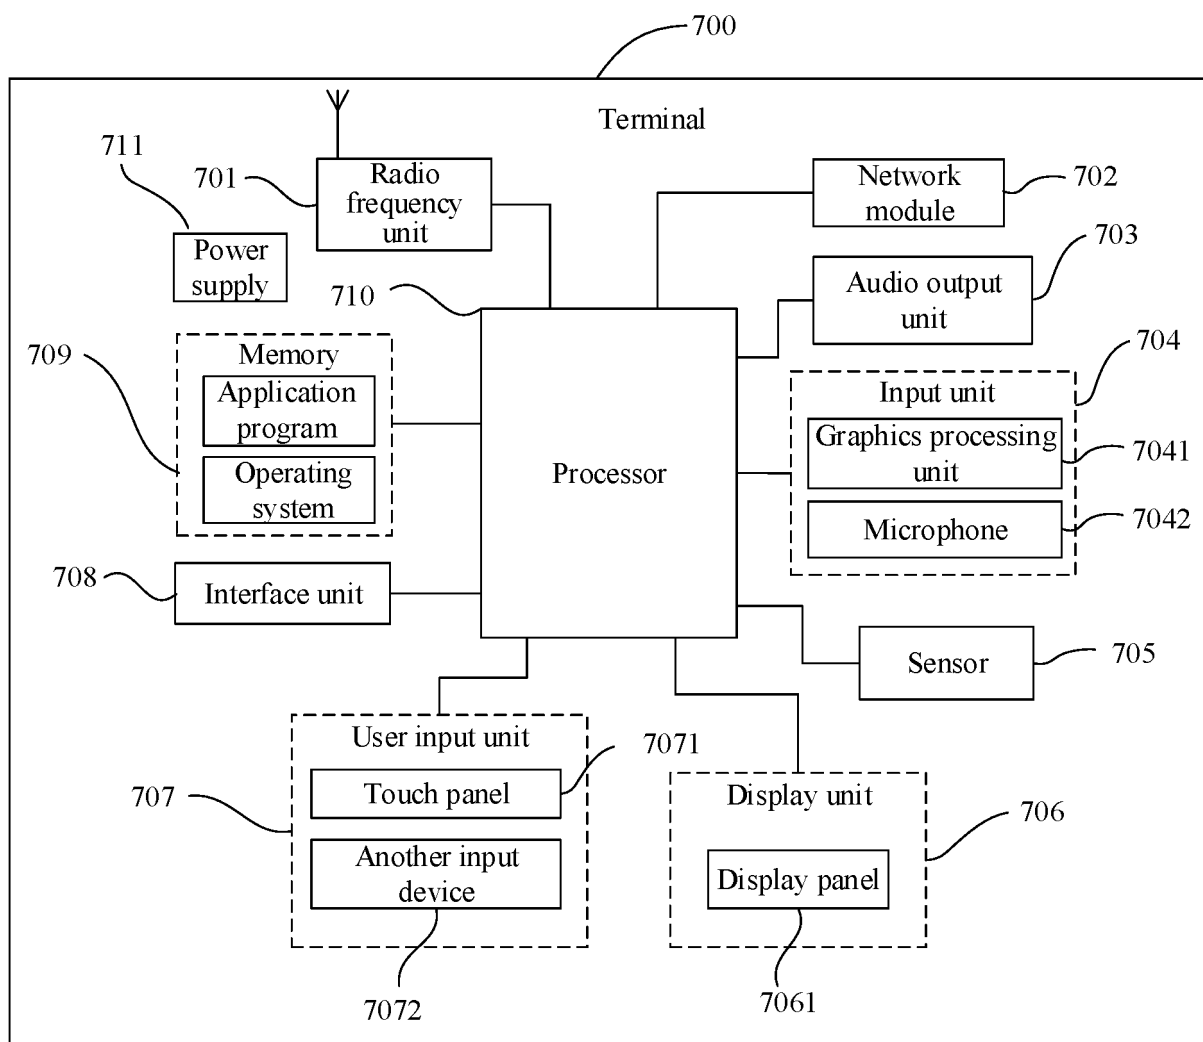 700
Terminal
711
701
Radio
frequency
unit
Network
module
702
Power
supply
703
Audio output
unit
710
709
Memory
Application
program
Operating
system
Processor
704
Input unit
Graphics processing
unit
7041
Microphone
7042
708
Interface unit
Sensor
705
User input unit
7071
Touch panel
707
Another input
device
7072
Display unit
706
Display panel
7061